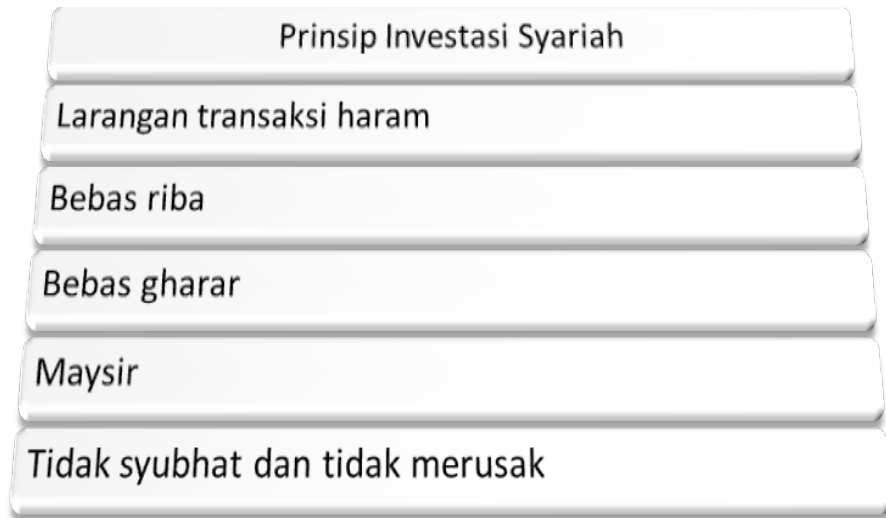 Prinsip Investasi Syariah
Larangan transaksi haram
Bebas riba
Bebas gharar
Maysir
Tidak syubhat dan tidak merusak